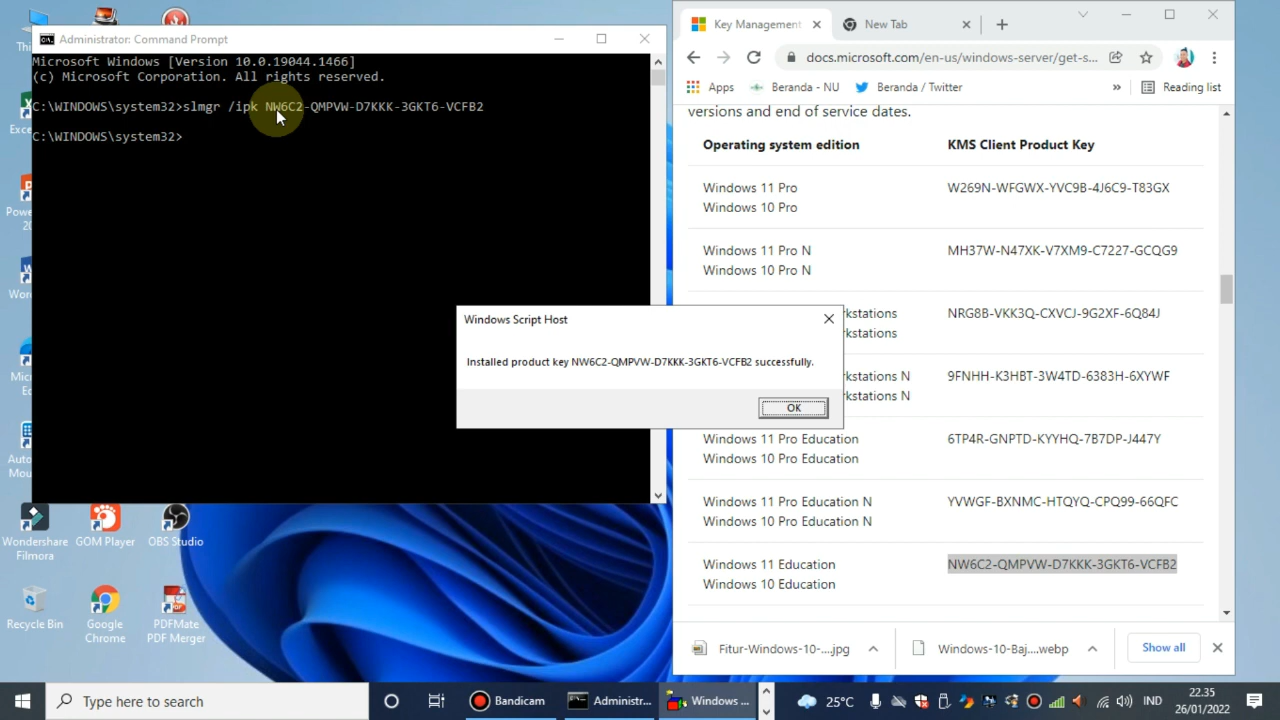 Administrator: Command Prompt
Microsoft Windows [Version 10.0.19044.1466]
(c) Microsoft Corporation. All rights reserved.
C:\WINDOWS\system32>slmgr /ipk NW6C2-QMPVW-D7KKK-3GKT6-VCFB2
C:\WINDOWS\system32>
Windows Script Host
Installed product key NW6C2-QMPVW-D7KKK-3GKT6-VCFB2 successfully.
OK
Key Management
New Tab
docs.microsoft.com/en-us/windows-server/get-s...
Apps
Beranda - NU
Beranda / Twitter
»
Reading list
versions and end of service dates.
Operating system edition KMS Client Product Key
Windows 11 Pro W269N-WFGWX-YVC9B-4J6C9-T83GX
Windows 10 Pro
Windows 11 Pro N MH37W-N47XK-V7XM9-C7227-GCQG9
Windows 10 Pro N
kstations NRG8B-VKK3Q-CXVCJ-9G2XF-6Q84J
kstations
kstations N 9FNHH-K3HBT-3W4TD-6383H-6XYWF
kstations N
Windows 11 Pro Education 6TP4R-GNPTD-KYYHQ-7B7DP-J447Y
Windows 10 Pro Education
Windows 11 Pro Education N YVWGF-BXNMC-HTQYQ-CPQ99-66QFC
Windows 10 Pro Education N
Windows 11 Education NW6C2-QMPVW-D7KKK-3GKT6-VCFB2
Windows 10 Education
Fitur-Windows-10-....jpg
Windows-10-Baj....webp
Show all
Wondershare
Filmora
GOM Player
OBS Studio
Recycle Bin
Google
Chrome
PDFMate
PDF Merger
Type here to search
Bandicam
Administr...
Windows ...
25°C
IND
22.35
26/01/2022